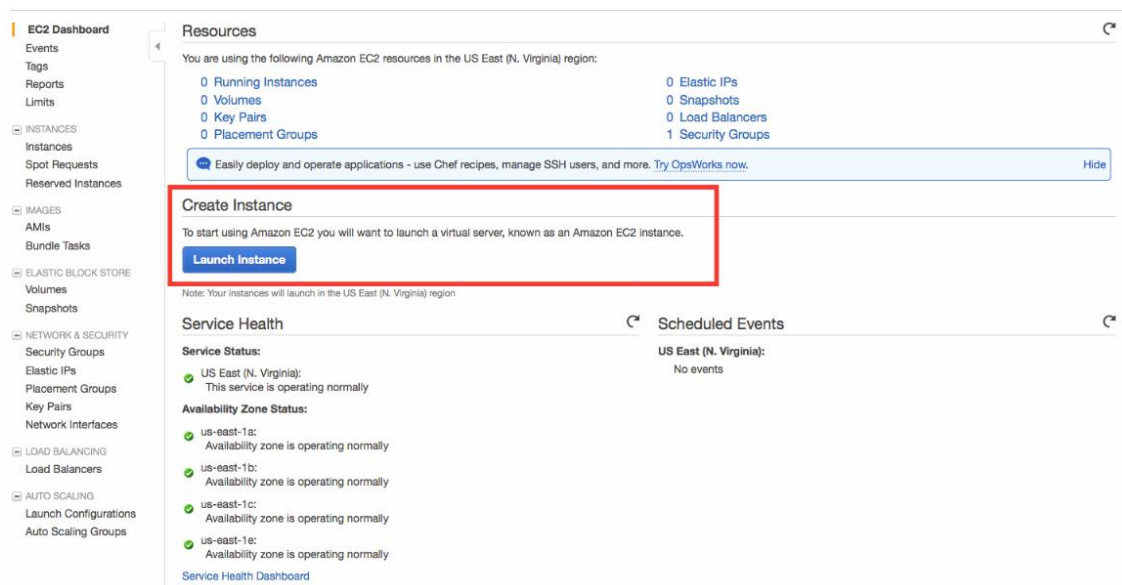 EC2 Dashboard
Events
Tags
Reports
Limits
INSTANCES
Instances
Spot Requests
Reserved Instances
IMAGES
AMIs
Bundle Tasks
ELASTIC BLOCK STORE
Volumes
Snapshots
NETWORK & SECURITY
Security Groups
Elastic IPs
Placement Groups
Key Pairs
Network Interfaces
LOAD BALANCING
Load Balancers
AUTO SCALING
Launch Configurations
Auto Scaling Groups
Resources
You are using the following Amazon EC2 resources in the US East (N. Virginia) region:
0 Running Instances
0 Volumes
0 Key Pairs
0 Placement Groups
0 Elastic IPs
0 Snapshots
0 Load Balancers
1 Security Groups
Easily deploy and operate applications - use Chef recipes, manage SSH users, and more. Try OpsWorks now. Hide
Create Instance
To start using Amazon EC2 you will want to launch a virtual server, known as an Amazon EC2 instance.
Launch Instance
Note: Your instances will launch in the US East (N. Virginia) region
Service Health
Service Status:
US East (N. Virginia):
This service is operating normally
Availability Zone Status:
us-east-1a:
Availability zone is operating normally
us-east-1b:
Availability zone is operating normally
us-east-1c:
Availability zone is operating normally
us-east-1e:
Availability zone is operating normally
Service Health Dashboard
Scheduled Events
US East (N. Virginia):
No events